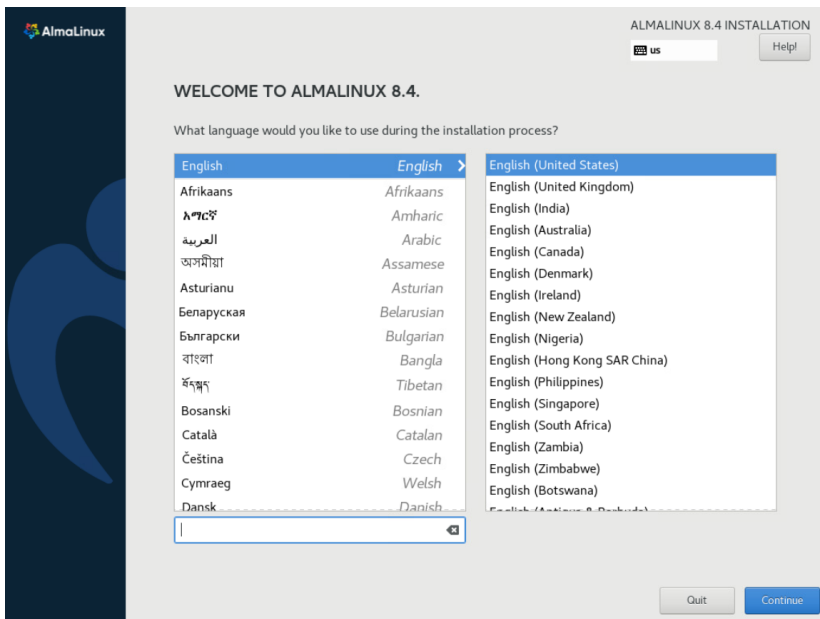 AlmaLinux
ALMALINUX 8.4 INSTALLATION
us
Help!
WELCOME TO ALMALINUX 8.4.
What language would you like to use during the installation process?
English English
Afrikaans Afrikaans
አማርኛ Amharic
العربية Arabic
অসমীয়া Assamese
Asturianu Asturian
Беларуская Belarusian
Български Bulgarian
বাংলা Bangla
བོད་སྐད་ Tibetan
Bosanski Bosnian
Català Catalan
Čeština Czech
Cymraeg Welsh
Dansk Danish
English (United States)
English (United Kingdom)
English (India)
English (Australia)
English (Canada)
English (Denmark)
English (Ireland)
English (New Zealand)
English (Nigeria)
English (Hong Kong SAR China)
English (Philippines)
English (Singapore)
English (South Africa)
English (Zambia)
English (Zimbabwe)
English (Botswana)
English (Antigua & Barbuda)
Quit
Continue